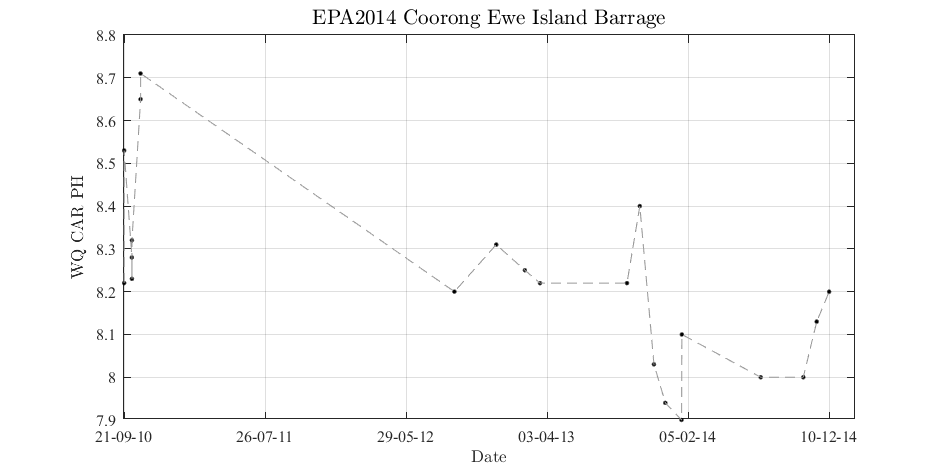 EPA2014 Coorong Ewe Island Barrage
8.8
8.7
8.6
8.5
8.4
8.3
8.2
8.1
8
7.9
WQ CAR PH
21-09-10 26-07-11 29-05-12 03-04-13 05-02-14 10-12-14
Date